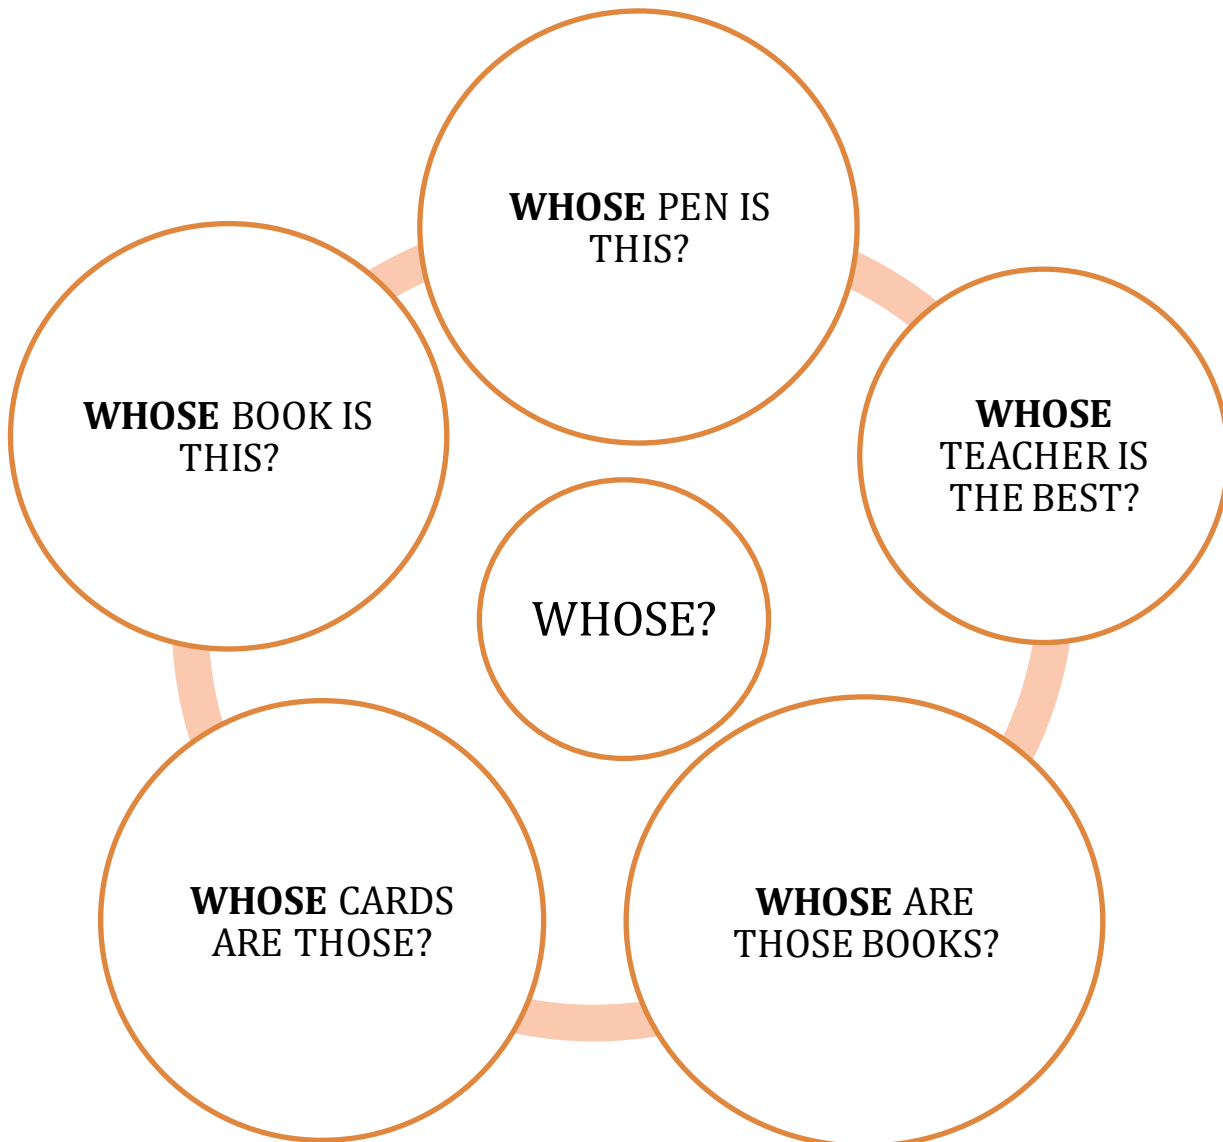 WHOSE PEN IS
THIS?
WHOSE
TEACHER IS
THE BEST?
WHOSE ARE
THOSE BOOKS?
WHOSE CARDS
ARE THOSE?
WHOSE BOOK IS
THIS?
WHOSE?